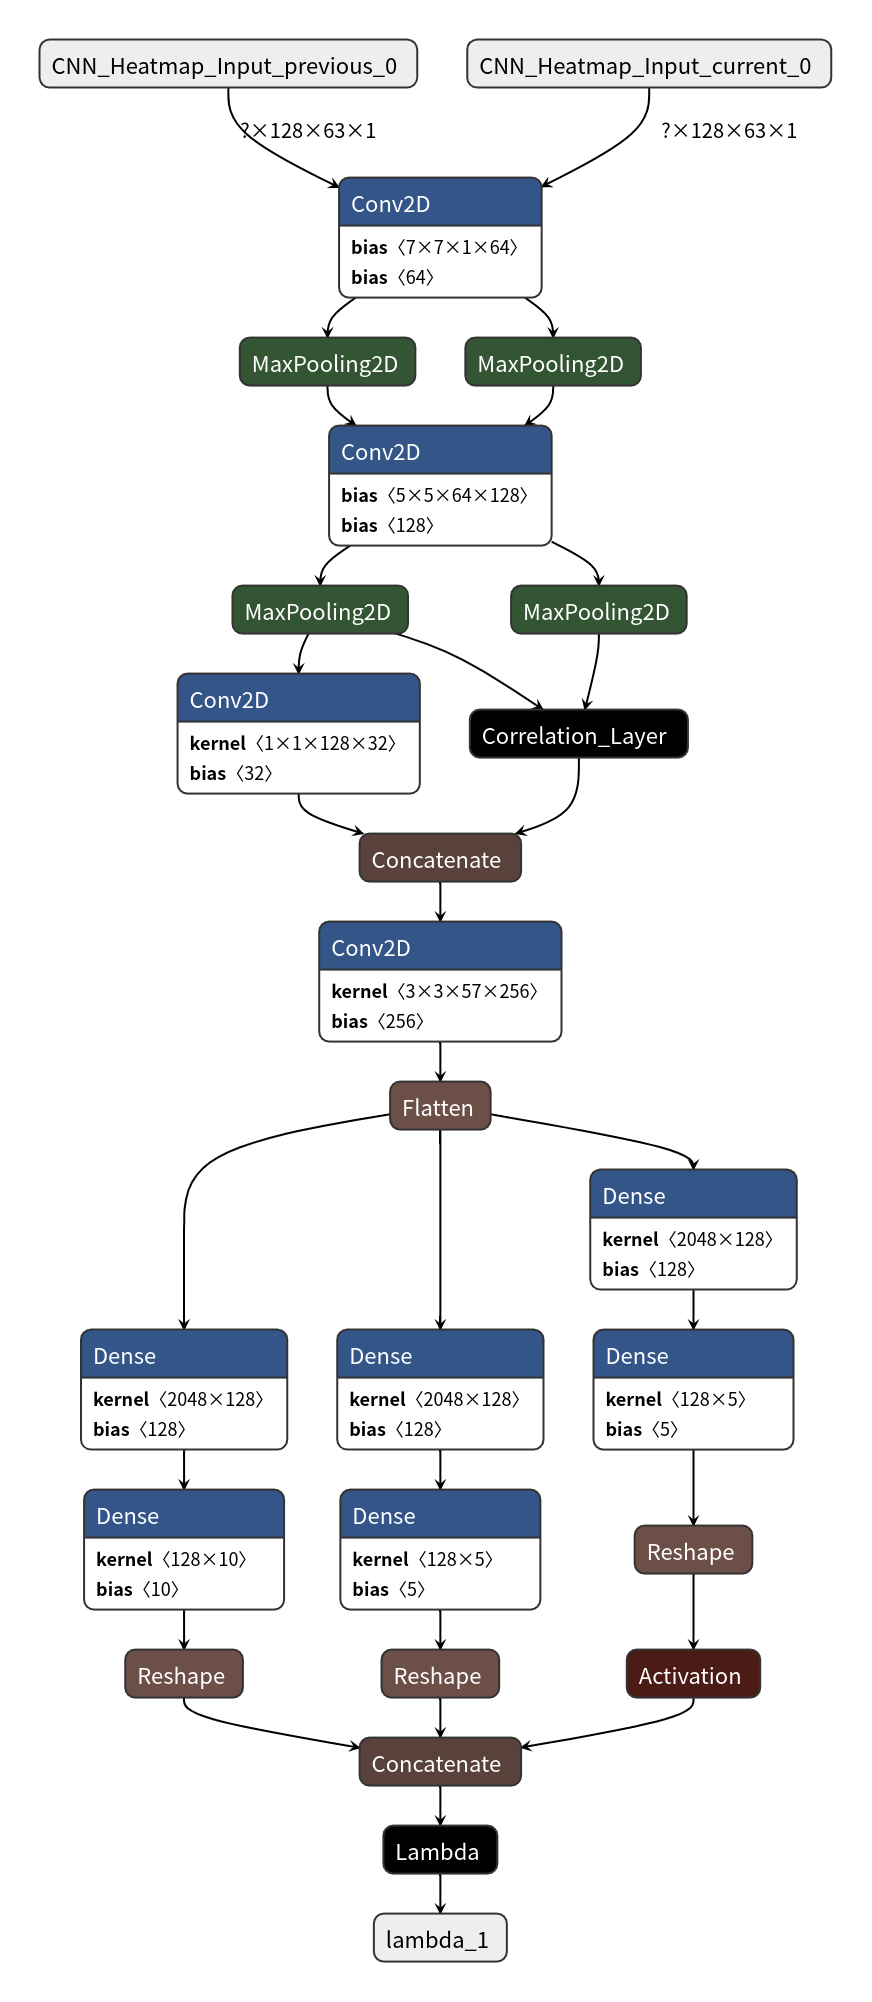 CNN_Heatmap_Input_previous_0
CNN_Heatmap_Input_current_0
?×128×63×1
?×128×63×1
Conv2D
bias〈7×7×1×64〉
bias〈64〉
MaxPooling2D
MaxPooling2D
Conv2D
bias〈5×5×64×128〉
bias〈128〉
MaxPooling2D
MaxPooling2D
Conv2D
kernel〈1×1×128×32〉
bias〈32〉
Correlation_Layer
Concatenate
Conv2D
kernel〈3×3×57×256〉
bias〈256〉
Flatten
Dense
kernel〈2048×128〉
bias〈128〉
Dense
kernel〈2048×128〉
bias〈128〉
Dense
kernel〈2048×128〉
bias〈128〉
Dense
kernel〈128×5〉
bias〈5〉
Dense
kernel〈128×10〉
bias〈10〉
Dense
kernel〈128×5〉
bias〈5〉
Reshape
Reshape
Reshape
Activation
Concatenate
Lambda
lambda_1